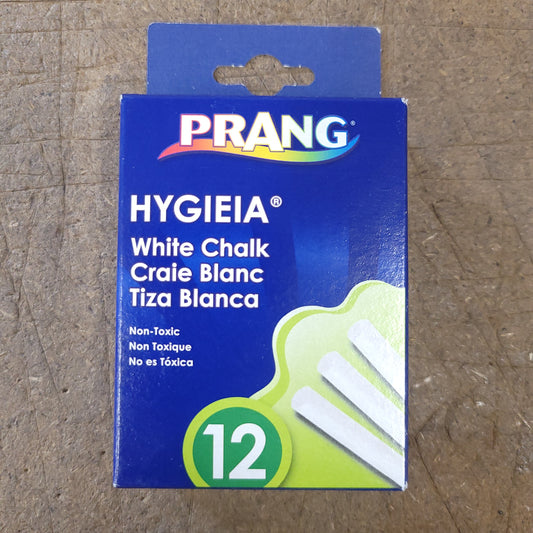 PRANG®
HYGIEIA®
White Chalk
Craie Blanc
Tiza Blanca
Non-Toxic
Non Toxique
No es Tóxica
12